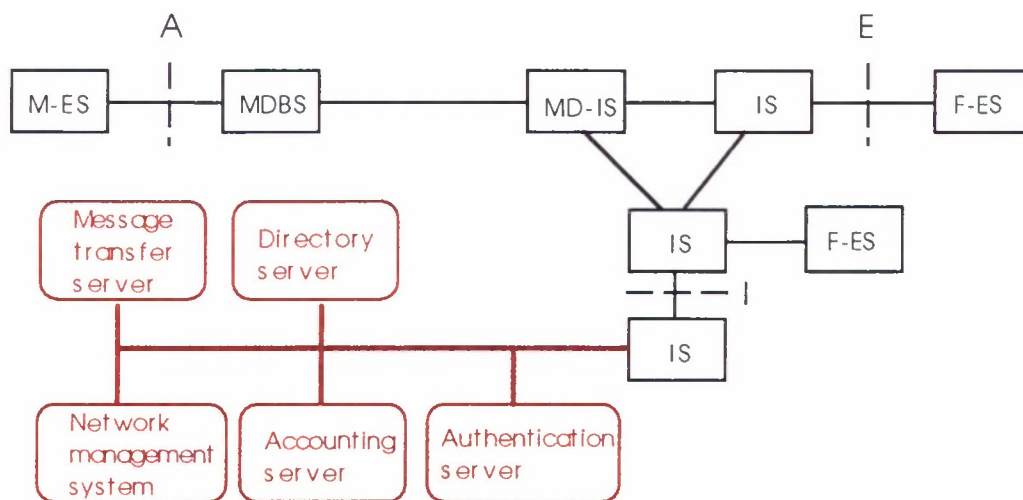 A
E
M-ES
MDBS
MD-IS
IS
F-ES
Message
transfer
server
Directory
server
IS
F-ES
I
IS
Network
management
system
Accounting
server
Authentication
server